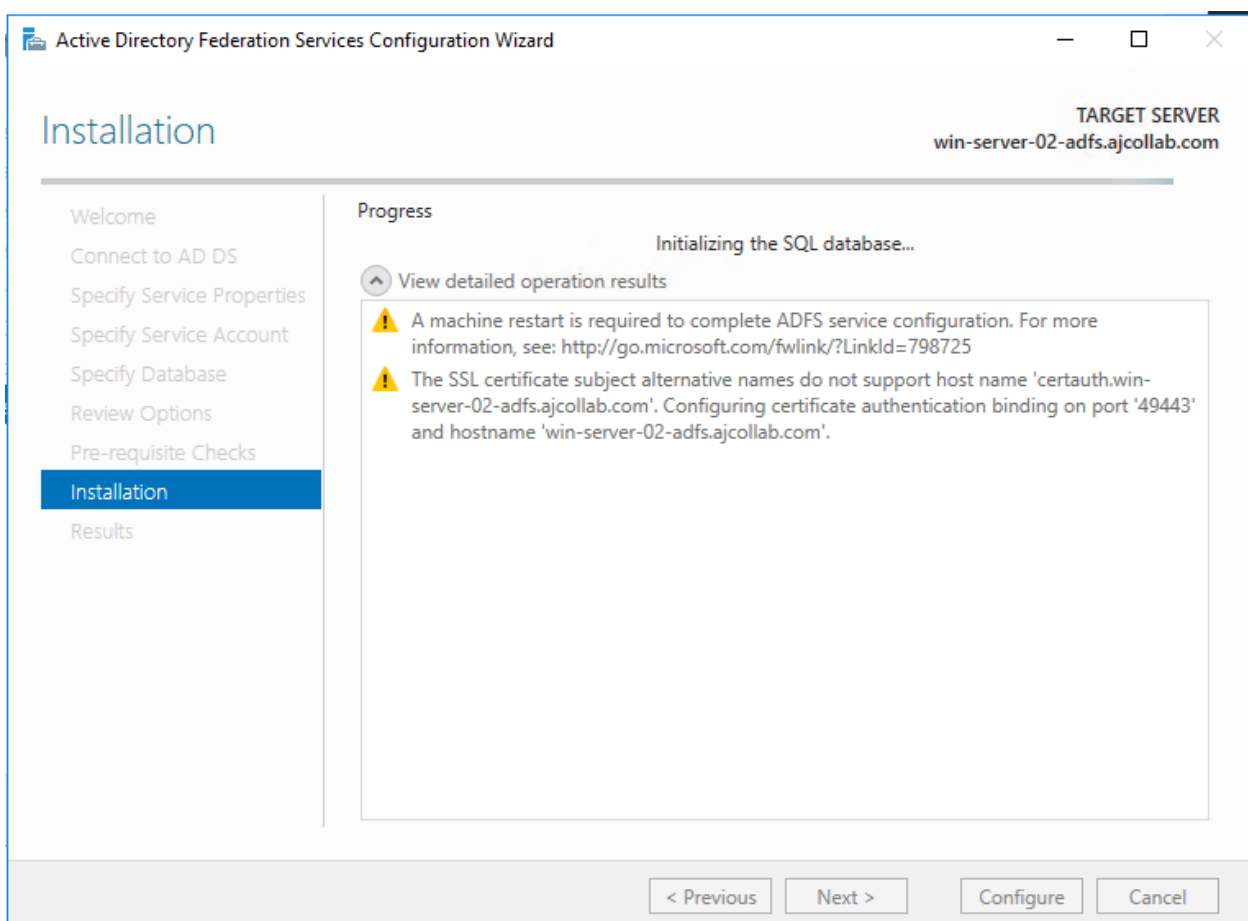 Active Directory Federation Services Configuration Wizard
Installation
TARGET SERVER
win-server-02-adfs.ajcollab.com
Welcome
Connect to AD DS
Specify Service Properties
Specify Service Account
Specify Database
Review Options
Pre-requisite Checks
Installation
Results
Progress
Initializing the SQL database...
View detailed operation results
A machine restart is required to complete ADFS service configuration. For more
information, see: http://go.microsoft.com/fwlink/?LinkId=798725
The SSL certificate subject alternative names do not support host name 'certauth.win-
server-02-adfs.ajcollab.com'. Configuring certificate authentication binding on port '49443'
and hostname 'win-server-02-adfs.ajcollab.com'.
< Previous
Next >
Configure
Cancel